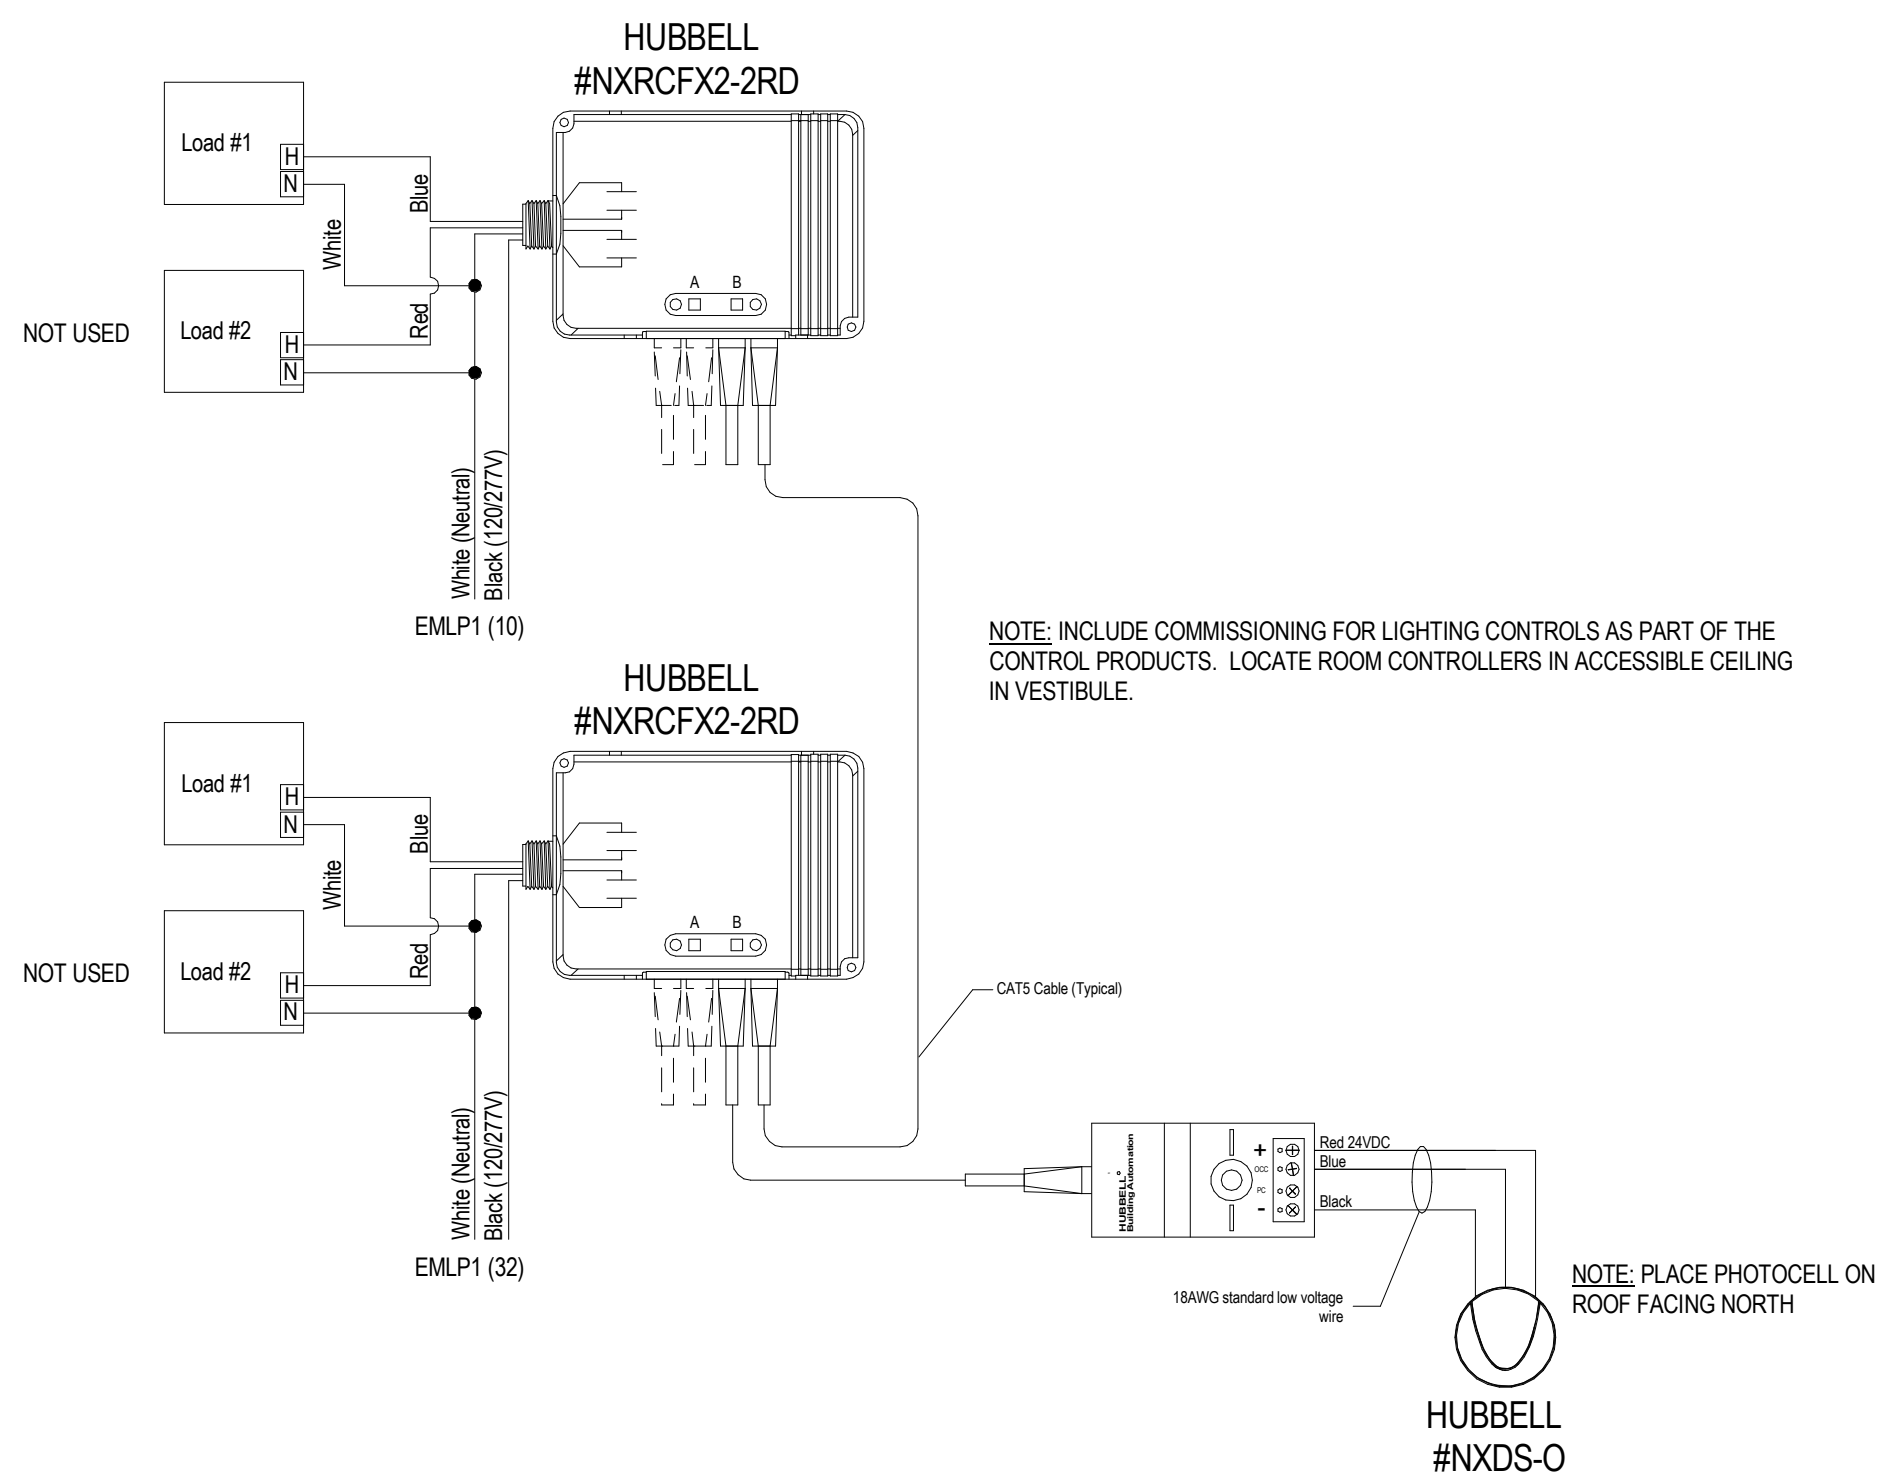 HUBBELL
#NXRCFX2-2RD
Load #1
H
N
Blue
White
NOT USED
Load #2
H
N
Red
A B
White (Neutral)
Black (120/277V)
EMLP1 (10)
NOTE: INCLUDE COMMISSIONING FOR LIGHTING CONTROLS AS PART OF THE
CONTROL PRODUCTS. LOCATE ROOM CONTROLLERS IN ACCESSIBLE CEILING
IN VESTIBULE.
HUBBELL
#NXRCFX2-2RD
Load #1
H
N
Blue
White
NOT USED
Load #2
H
N
Red
A B
CAT5 Cable (Typical)
White (Neutral)
Black (120/277V)
EMLP1 (32)
HUBBELL
Building Automation
+
OCC
PC
-
Red 24VDC
Blue
Black
18AWG standard low voltage
wire
NOTE: PLACE PHOTOCELL ON
ROOF FACING NORTH
HUBBELL
#NXDS-O